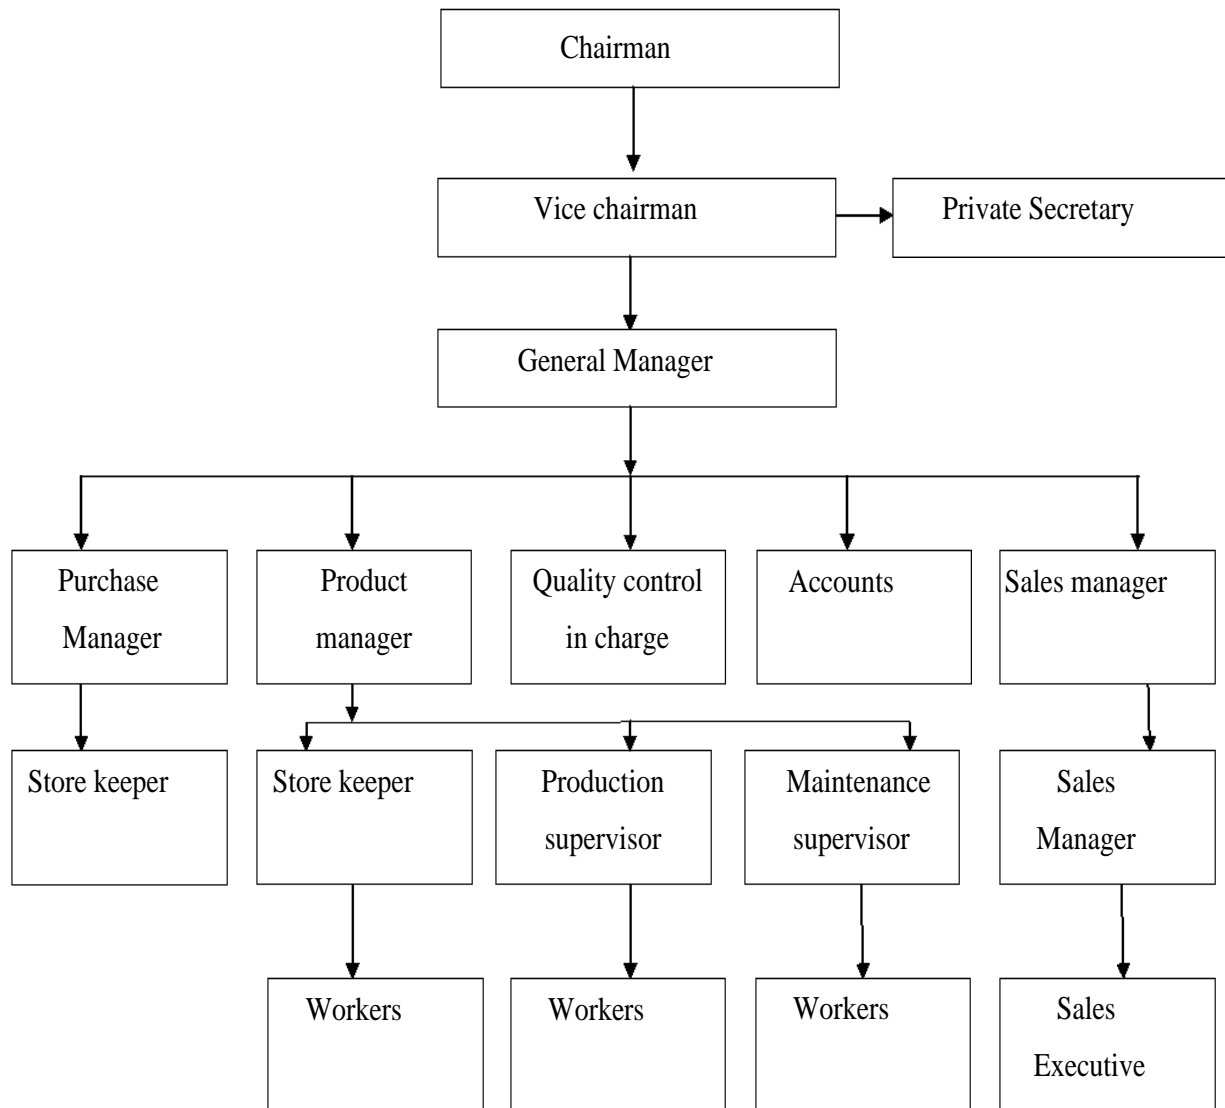 Chairman
Vice chairman
Private Secretary
General Manager
Purchase
Manager
Product
manager
Quality control
in charge
Accounts
Sales manager
Store keeper
Store keeper
Production
supervisor
Maintenance
supervisor
Sales
Manager
Workers
Workers
Workers
Sales
Executive